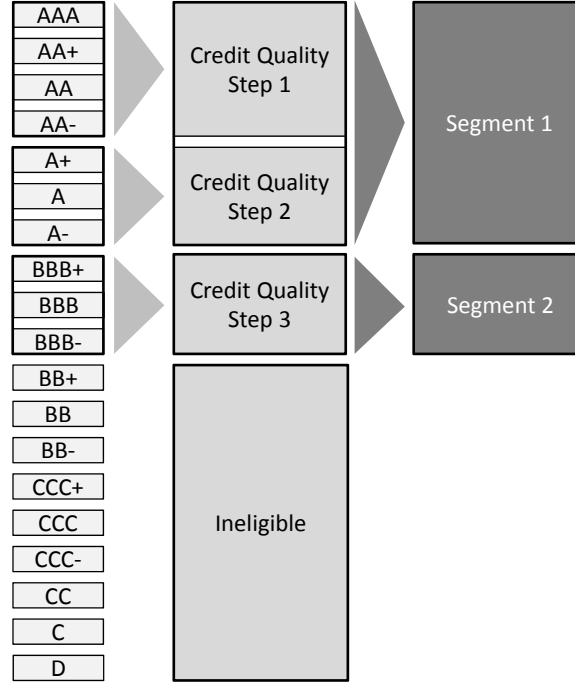 AAA
AA+
AA
AA-
A+
A
A-
BBB+
BBB
BBB-
BB+
BB
BB-
CCC+
CCC
CCC-
CC
C
D
Credit Quality
Step 1
Credit Quality
Step 2
Credit Quality
Step 3
Ineligible
Segment 1
Segment 2